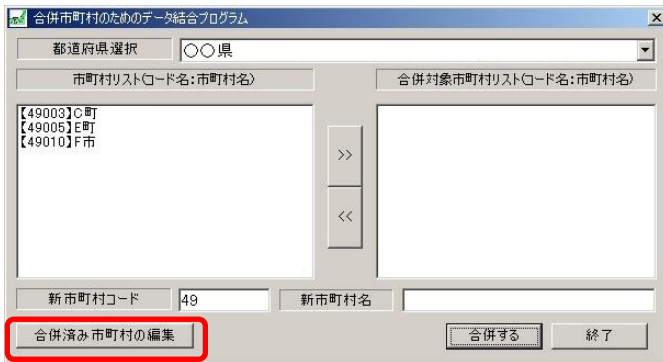 合併市町村のためのデータ結合プログラム
都道府県選択 ○○県
市町村リスト(コード名:市町村名) 合併対象市町村リスト(コード名:市町村名)
【49003】C町
【49005】E町
【49010】F市
>>
<<
新市町村コード 49 新市町村名
合併済み市町村の編集 合併する 終了